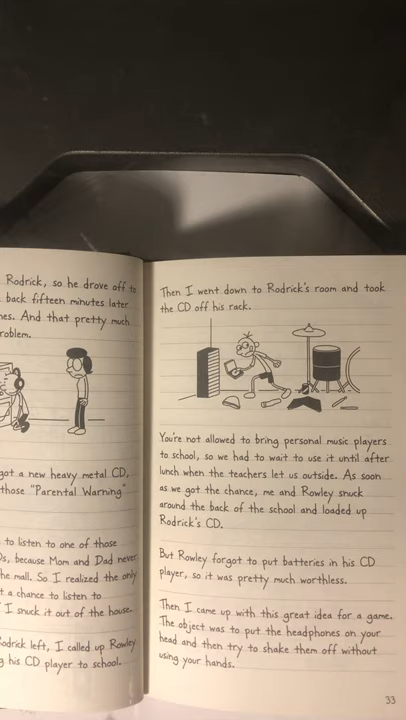 Rodrick, so he drove off to
back fifteen minutes later
And that pretty much
got a new heavy metal CD,
those "Parental Warning"
to listen to one of those
because Mom and Dad never
mall. So I realized the only
a chance to listen to
I snuck it out of the house.
left, I called up Rowley
his CD player to school.
Then I went down to Rodrick's room and took
the CD off his rack.
You're not allowed to bring personal music players
to school, so we had to wait to use it until after
lunch when the teachers let us outside. As soon
as we got the chance, me and Rowley snuck
around the back of the school and loaded up
Rodrick's CD.
But Rowley forgot to put batteries in his CD
player, so it was pretty much worthless.
Then I came up with this great idea for a game.
The object was to put the headphones on your
head and then try to shake them off without
using your hands.
33